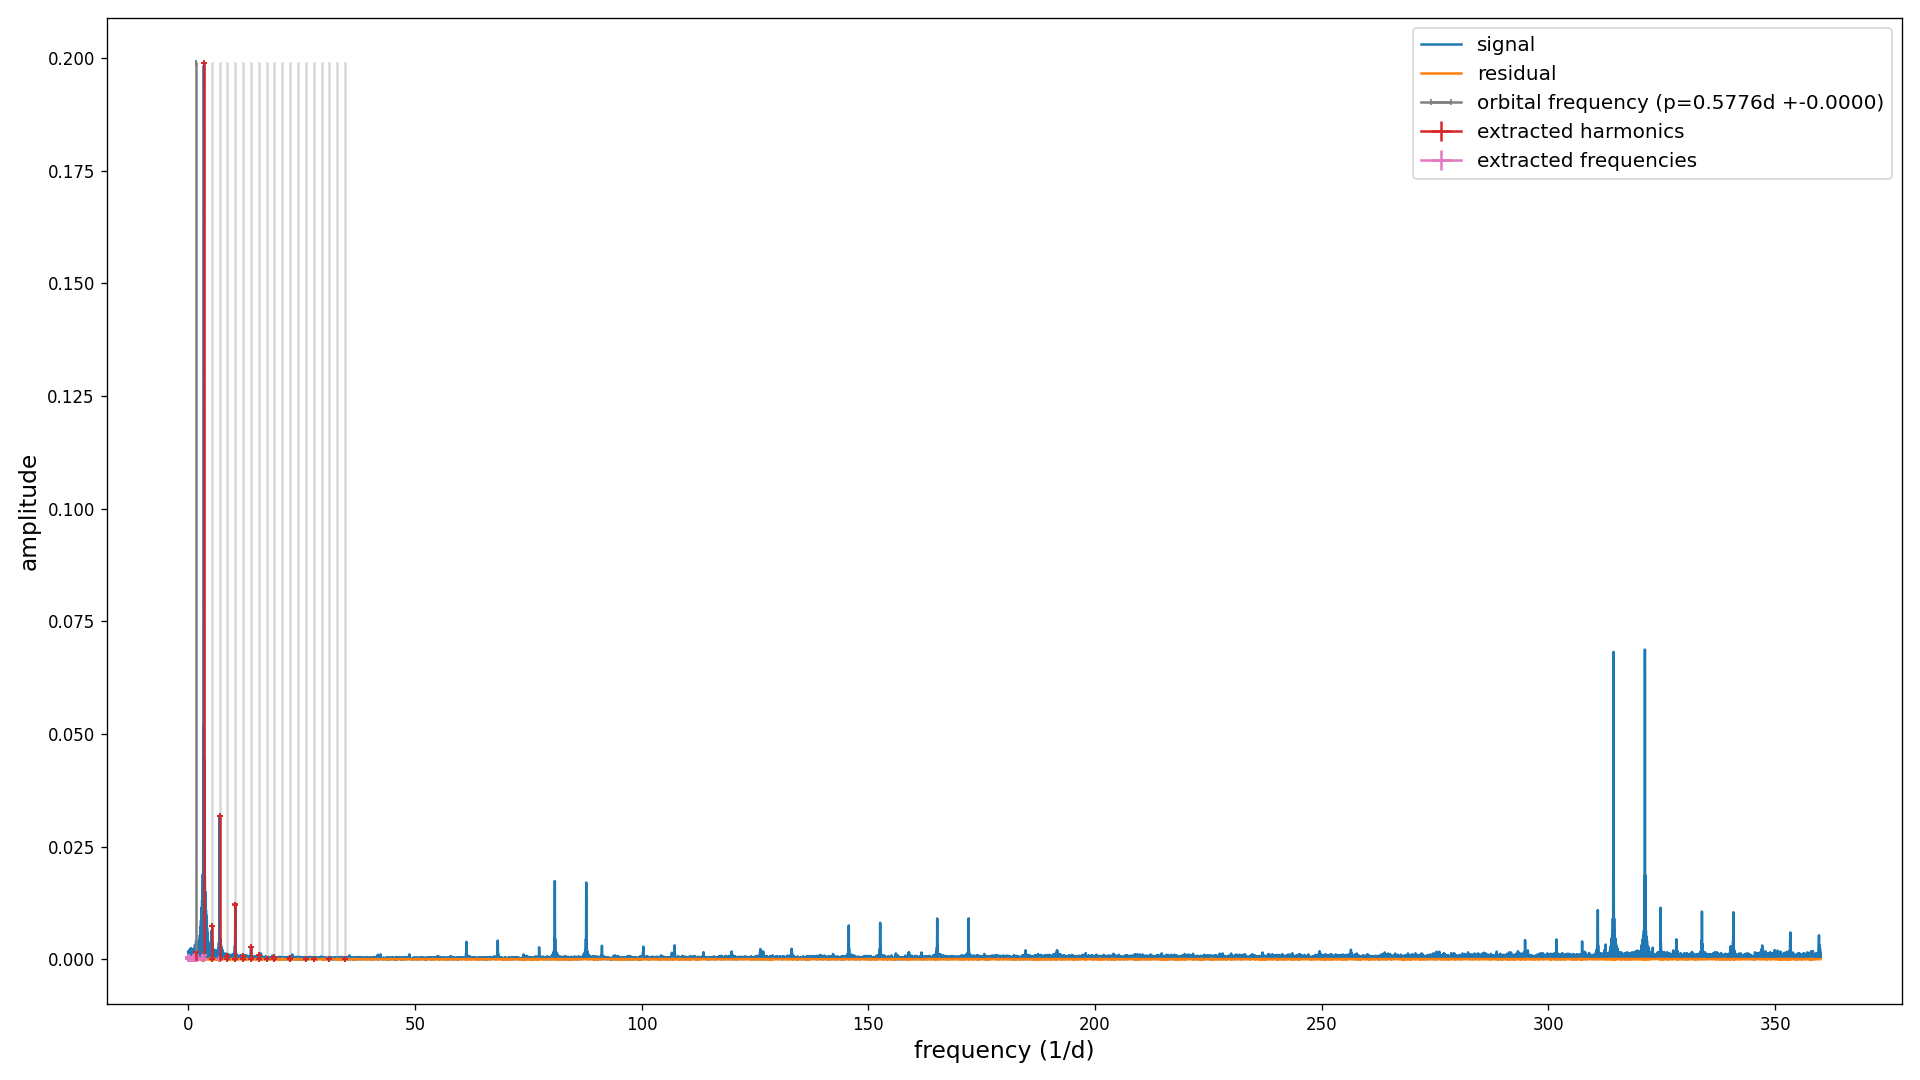 signal
residual
orbital frequency (p=0.5776d +-0.0000)
extracted harmonics
extracted frequencies
0.200
0.175
0.150
0.125
0.100
0.075
0.050
0.025
0.000
amplitude
0 50 100 150 200 250 300 350
frequency (1/d)